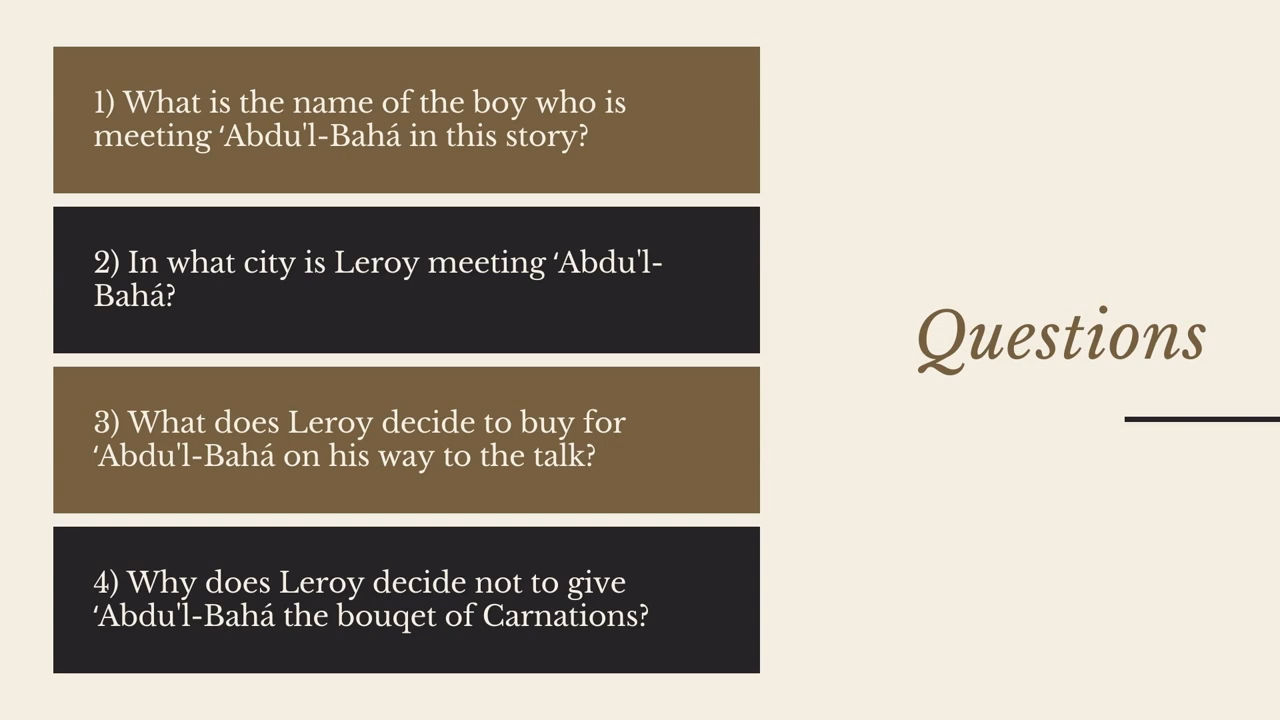 1) What is the name of the boy who is
meeting ‘Abdu'l-Bahá in this story?
2) In what city is Leroy meeting ‘Abdu'l-
Bahá?
3) What does Leroy decide to buy for
‘Abdu'l-Bahá on his way to the talk?
4) Why does Leroy decide not to give
‘Abdu'l-Bahá the bouqet of Carnations?
Questions